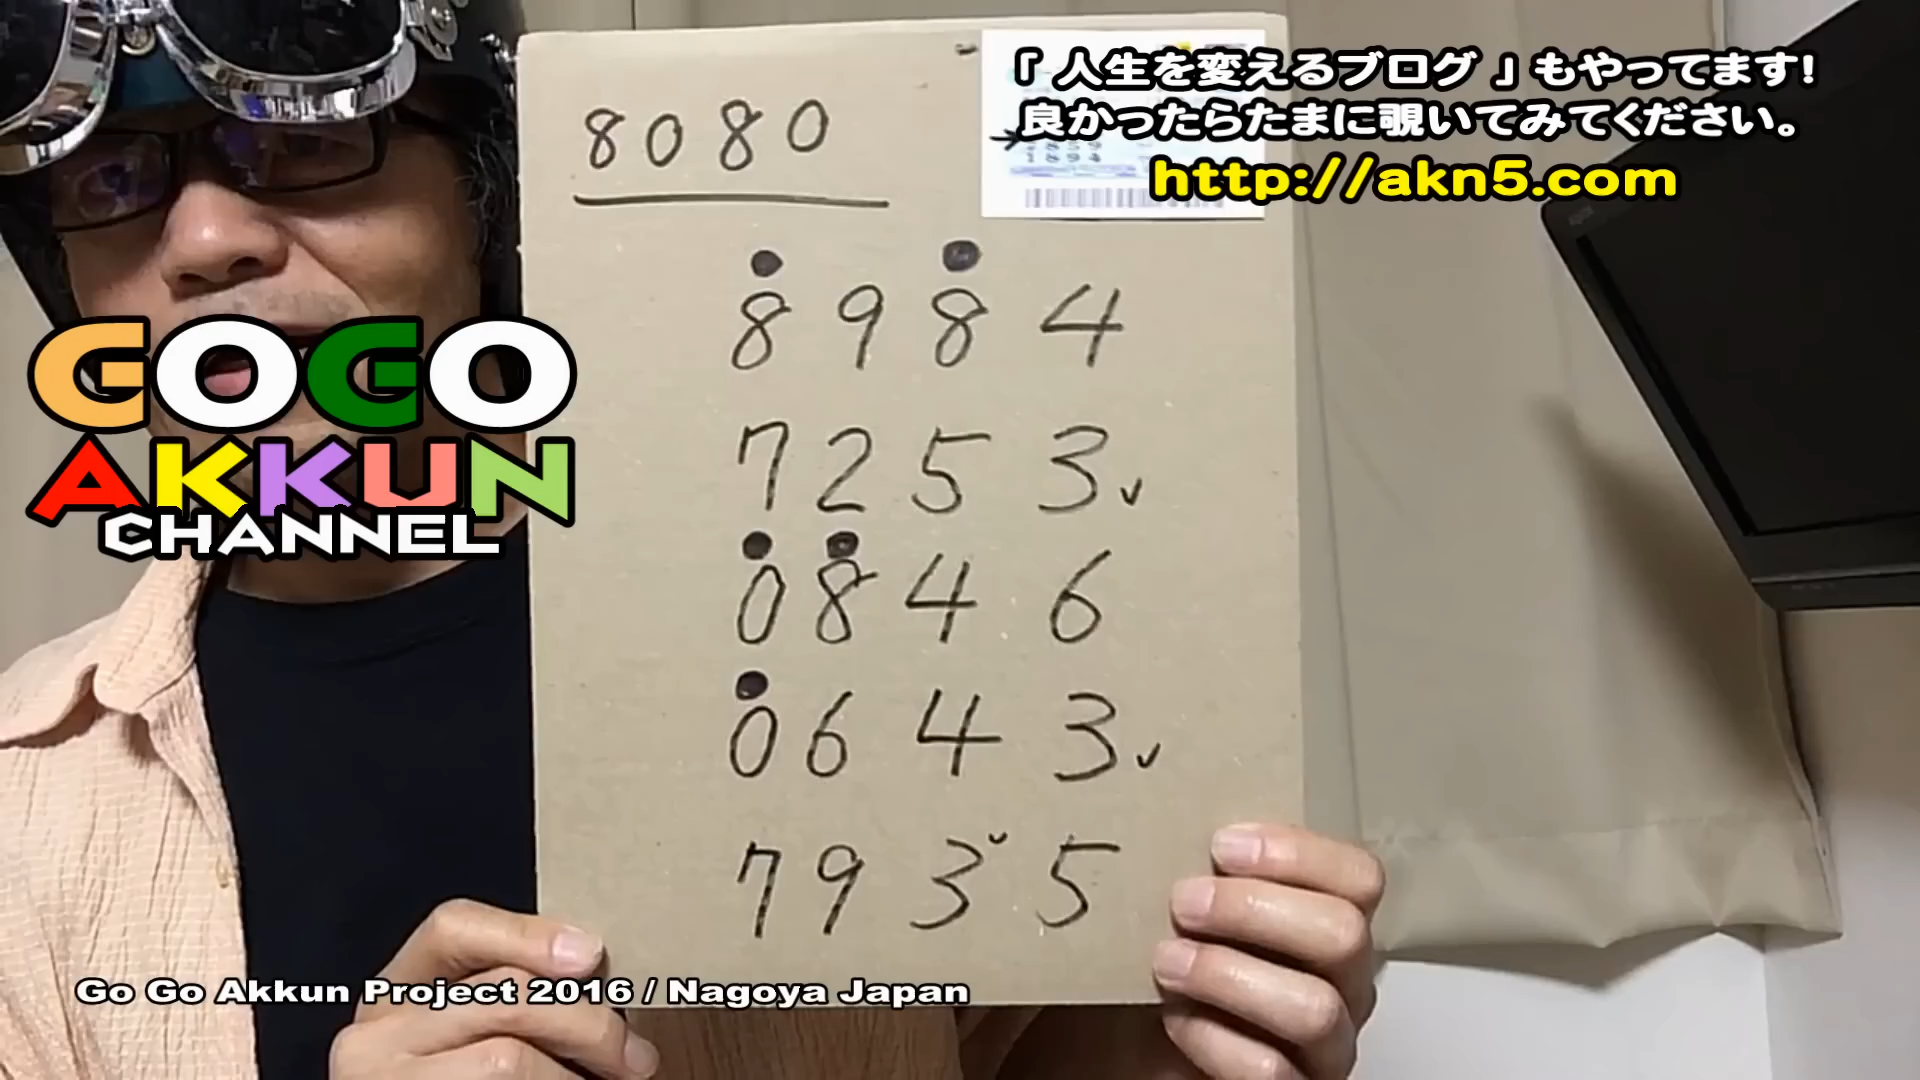 「 人生を変えるブログ 」 もやってます!
良かったらたまに覗いてみてください。
http://akn5.com
8080
8984
7253
0846
0643
7935
GOGO
AKKUN
CHANNEL
Go Go Akkun Project 2016 / Nagoya Japan